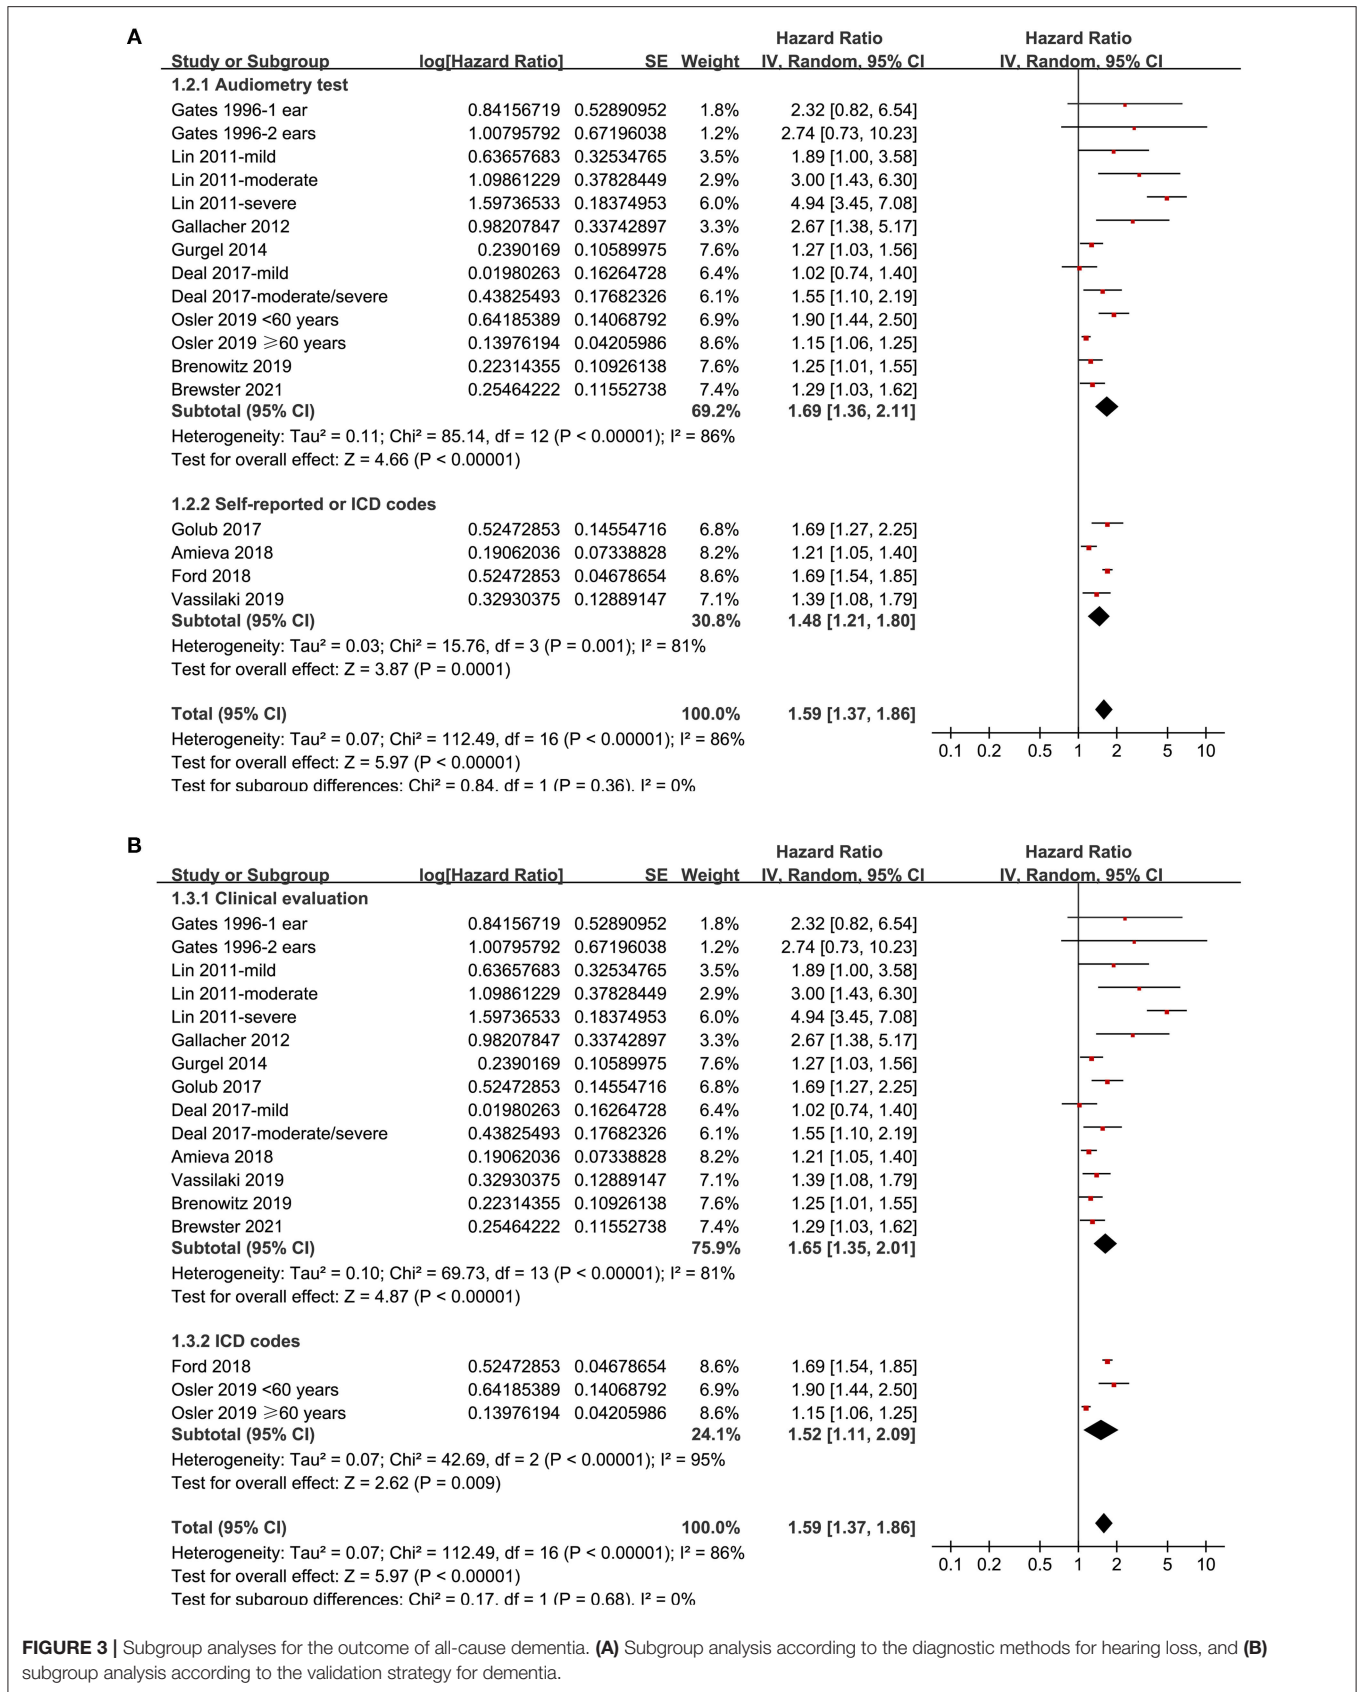 A
Hazard Ratio Hazard Ratio
Study or Subgroup log[Hazard Ratio] SE Weight IV, Random, 95% CI IV, Random, 95% CI
1.2.1 Audiometry test
Gates 1996-1 ear 0.84156719 0.52890952 1.8% 2.32 [0.82, 6.54]
Gates 1996-2 ears 1.00795792 0.67196038 1.2% 2.74 [0.73, 10.23]
Lin 2011-mild 0.63657683 0.32534765 3.5% 1.89 [1.00, 3.58]
Lin 2011-moderate 1.09861229 0.37828449 2.9% 3.00 [1.43, 6.30]
Lin 2011-severe 1.59736533 0.18374953 6.0% 4.94 [3.45, 7.08]
Gallacher 2012 0.98207847 0.33742897 3.3% 2.67 [1.38, 5.17]
Gurgel 2014 0.2390169 0.10589975 7.6% 1.27 [1.03, 1.56]
Deal 2017-mild 0.01980263 0.16264728 6.4% 1.02 [0.74, 1.40]
Deal 2017-moderate/severe 0.43825493 0.17682326 6.1% 1.55 [1.10, 2.19]
Osler 2019 <60 years 0.64185389 0.14068792 6.9% 1.90 [1.44, 2.50]
Osler 2019 ⩾60 years 0.13976194 0.04205986 8.6% 1.15 [1.06, 1.25]
Brenowitz 2019 0.22314355 0.10926138 7.6% 1.25 [1.01, 1.55]
Brewster 2021 0.25464222 0.11552738 7.4% 1.29 [1.03, 1.62]
Subtotal (95% CI) 69.2% 1.69 [1.36, 2.11]
Heterogeneity: Tau² = 0.11; Chi² = 85.14, df = 12 (P < 0.00001); I² = 86%
Test for overall effect: Z = 4.66 (P < 0.00001)
1.2.2 Self-reported or ICD codes
Golub 2017 0.52472853 0.14554716 6.8% 1.69 [1.27, 2.25]
Amieva 2018 0.19062036 0.07338828 8.2% 1.21 [1.05, 1.40]
Ford 2018 0.52472853 0.04678654 8.6% 1.69 [1.54, 1.85]
Vassilaki 2019 0.32930375 0.12889147 7.1% 1.39 [1.08, 1.79]
Subtotal (95% CI) 30.8% 1.48 [1.21, 1.80]
Heterogeneity: Tau² = 0.03; Chi² = 15.76, df = 3 (P = 0.001); I² = 81%
Test for overall effect: Z = 3.87 (P = 0.0001)
Total (95% CI) 100.0% 1.59 [1.37, 1.86]
Heterogeneity: Tau² = 0.07; Chi² = 112.49, df = 16 (P < 0.00001); I² = 86%
0.1 0.2 0.5 1 2 5 10
Test for overall effect: Z = 5.97 (P < 0.00001)
Test for subgroup differences: Chi² = 0.84, df = 1 (P = 0.36), I² = 0%
B
Hazard Ratio Hazard Ratio
Study or Subgroup log[Hazard Ratio] SE Weight IV, Random, 95% CI IV, Random, 95% CI
1.3.1 Clinical evaluation
Gates 1996-1 ear 0.84156719 0.52890952 1.8% 2.32 [0.82, 6.54]
Gates 1996-2 ears 1.00795792 0.67196038 1.2% 2.74 [0.73, 10.23]
Lin 2011-mild 0.63657683 0.32534765 3.5% 1.89 [1.00, 3.58]
Lin 2011-moderate 1.09861229 0.37828449 2.9% 3.00 [1.43, 6.30]
Lin 2011-severe 1.59736533 0.18374953 6.0% 4.94 [3.45, 7.08]
Gallacher 2012 0.98207847 0.33742897 3.3% 2.67 [1.38, 5.17]
Gurgel 2014 0.2390169 0.10589975 7.6% 1.27 [1.03, 1.56]
Golub 2017 0.52472853 0.14554716 6.8% 1.69 [1.27, 2.25]
Deal 2017-mild 0.01980263 0.16264728 6.4% 1.02 [0.74, 1.40]
Deal 2017-moderate/severe 0.43825493 0.17682326 6.1% 1.55 [1.10, 2.19]
Amieva 2018 0.19062036 0.07338828 8.2% 1.21 [1.05, 1.40]
Vassilaki 2019 0.32930375 0.12889147 7.1% 1.39 [1.08, 1.79]
Brenowitz 2019 0.22314355 0.10926138 7.6% 1.25 [1.01, 1.55]
Brewster 2021 0.25464222 0.11552738 7.4% 1.29 [1.03, 1.62]
Subtotal (95% CI) 75.9% 1.65 [1.35, 2.01]
Heterogeneity: Tau² = 0.10; Chi² = 69.73, df = 13 (P < 0.00001); I² = 81%
Test for overall effect: Z = 4.87 (P < 0.00001)
1.3.2 ICD codes
Ford 2018 0.52472853 0.04678654 8.6% 1.69 [1.54, 1.85]
Osler 2019 <60 years 0.64185389 0.14068792 6.9% 1.90 [1.44, 2.50]
Osler 2019 ⩾60 years 0.13976194 0.04205986 8.6% 1.15 [1.06, 1.25]
Subtotal (95% CI) 24.1% 1.52 [1.11, 2.09]
Heterogeneity: Tau² = 0.07; Chi² = 42.69, df = 2 (P < 0.00001); I² = 95%
Test for overall effect: Z = 2.62 (P = 0.009)
Total (95% CI) 100.0% 1.59 [1.37, 1.86]
Heterogeneity: Tau² = 0.07; Chi² = 112.49, df = 16 (P < 0.00001); I² = 86%
0.1 0.2 0.5 1 2 5 10
Test for overall effect: Z = 5.97 (P < 0.00001)
Test for subgroup differences: Chi² = 0.17, df = 1 (P = 0.68), I² = 0%
FIGURE 3 | Subgroup analyses for the outcome of all-cause dementia. (A) Subgroup analysis according to the diagnostic methods for hearing loss, and (B)
subgroup analysis according to the validation strategy for dementia.